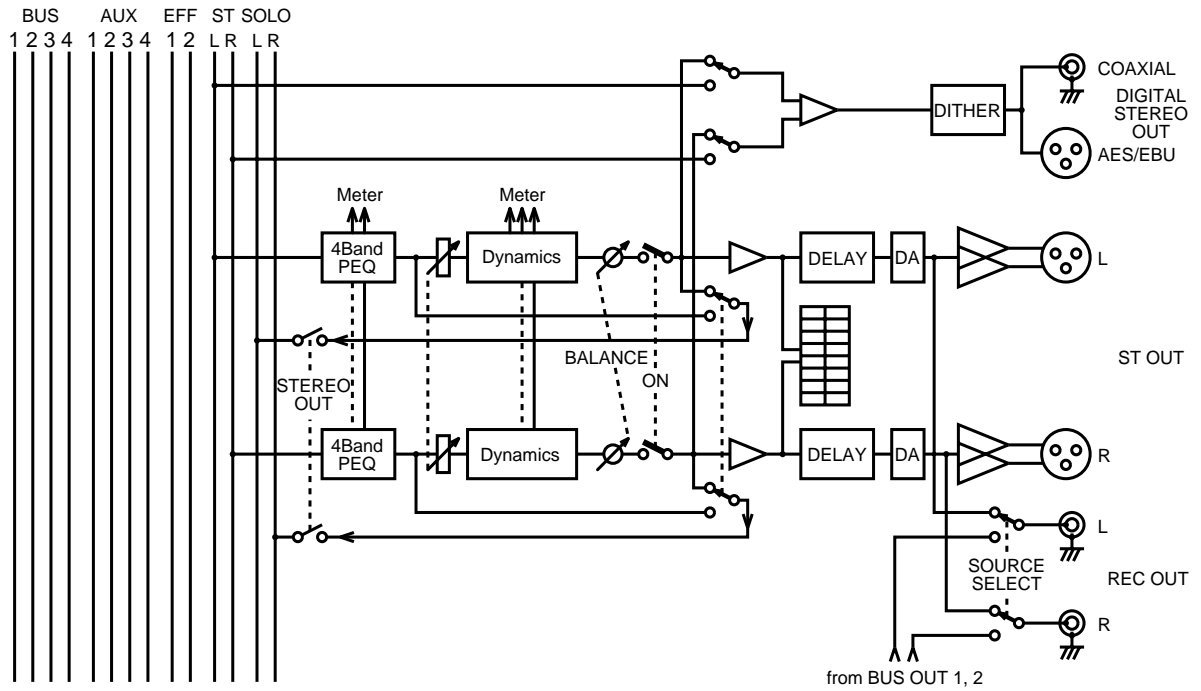 BUS AUX EFF ST SOLO
1 2 3 4 1 2 3 4 1 2 L R L R
COAXIAL
DIGITAL
STEREO
OUT
DITHER
AES/EBU
Meter Meter
4Band
PEQ
Dynamics
DELAY
DA
L
STEREO
OUT
BALANCE
ON
ST OUT
4Band
PEQ
Dynamics
DELAY
DA
R
L
SOURCE
SELECT
REC OUT
R
from BUS OUT 1, 2